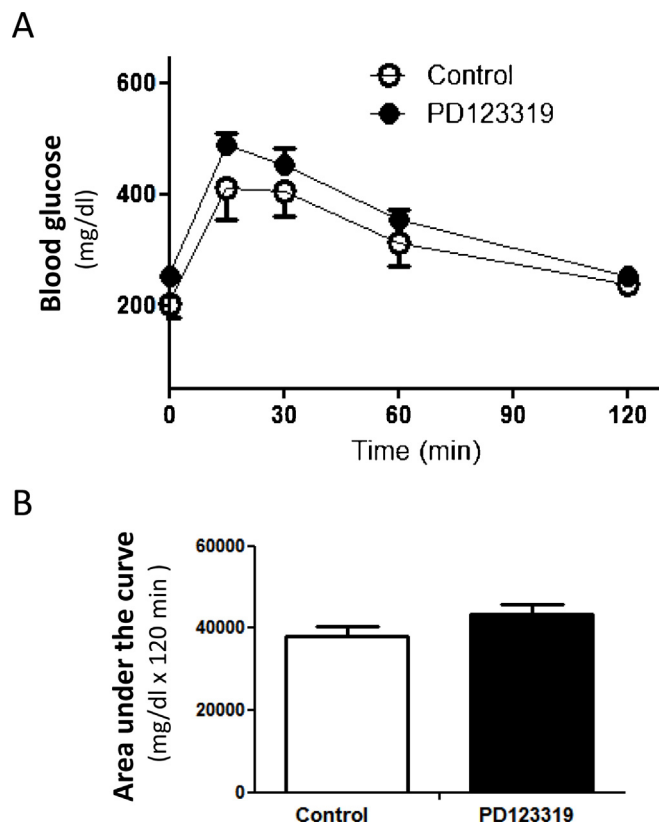 A
600
400
200
Blood glucose
(mg/dl)
Control
PD123319
0 30 60 90 120
Time (min)
B
60000
40000
20000
0
Area under the curve
(mg/dl x 120 min )
Control PD123319